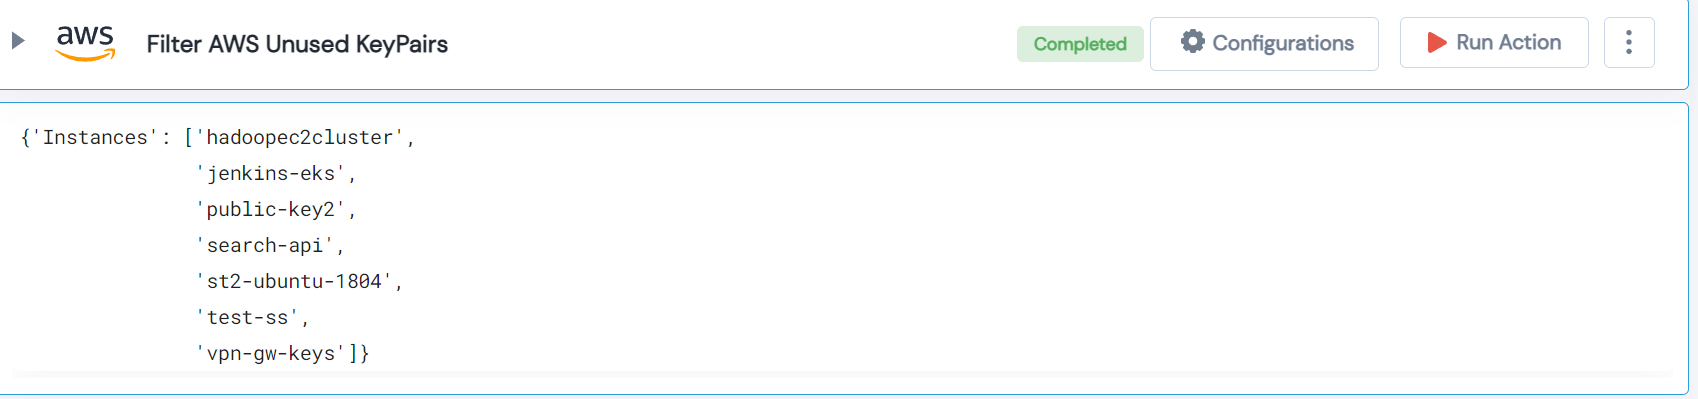 aws Filter AWS Unused KeyPairs Completed Configurations Run Action
{'Instances': ['hadoopec2cluster',
'jenkins-eks',
'public-key2',
'search-api',
'st2-ubuntu-1804',
'test-ss',
'vpn-gw-keys']}